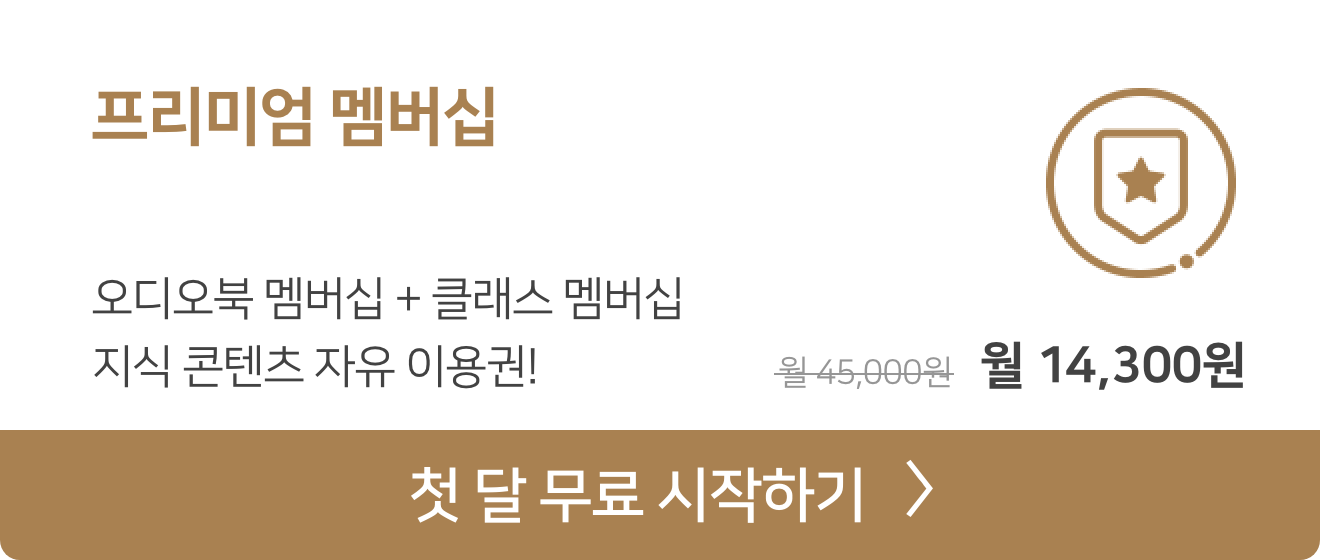 프리미엄 멤버십
오디오북 멤버십 + 클래스 멤버십
지식 콘텐츠 자유 이용권!
월 45,000원 월 14,300원
첫 달 무료 시작하기 >